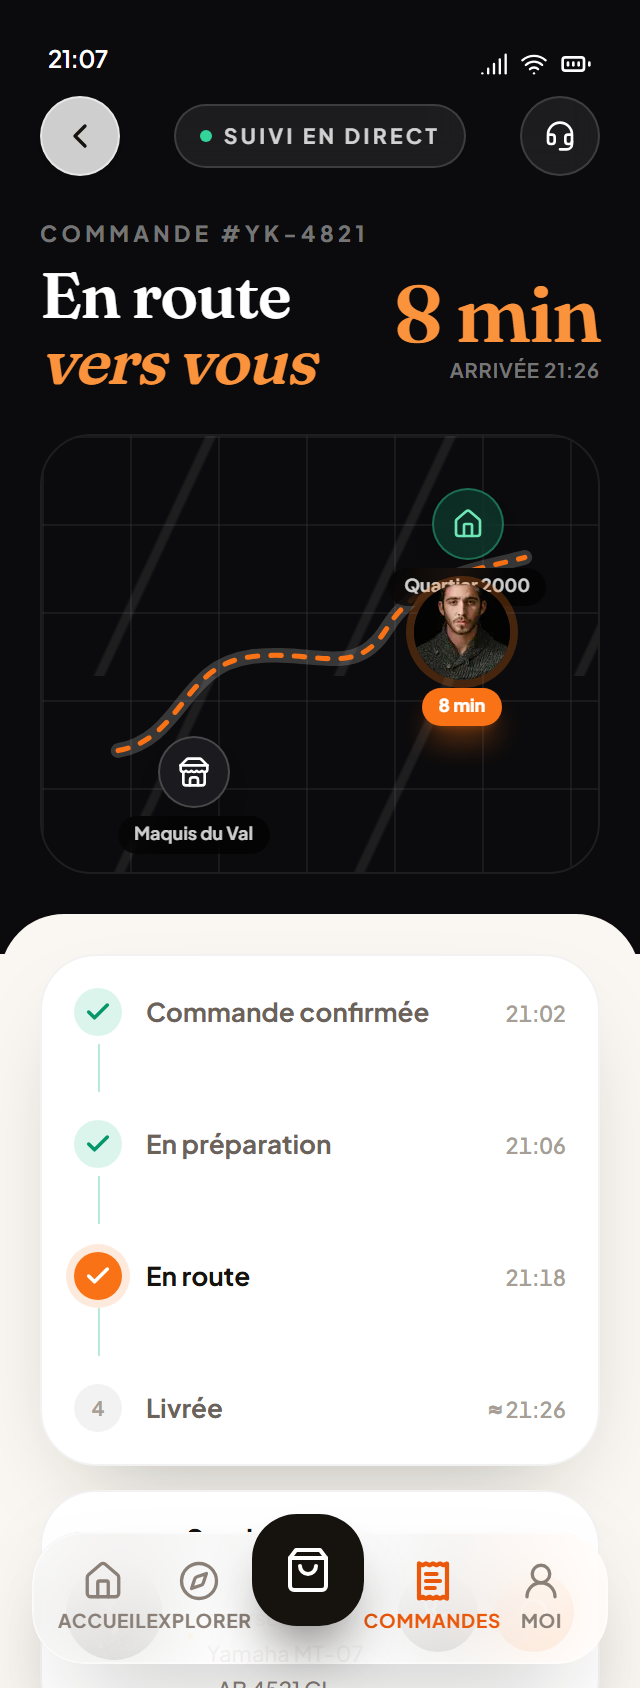 21:07
SUIVI EN DIRECT
COMMANDE #YK-4821
En route
vers vous
8 min
ARRIVÉE 21:26
Quartier 2000
8 min
Maquis du Val
Commande confirmée 21:02
En préparation 21:06
En route 21:18
4 Livrée ≈21:26
ACCUEIL EXPLORER COMMANDES MOI
Yamaha MT-07